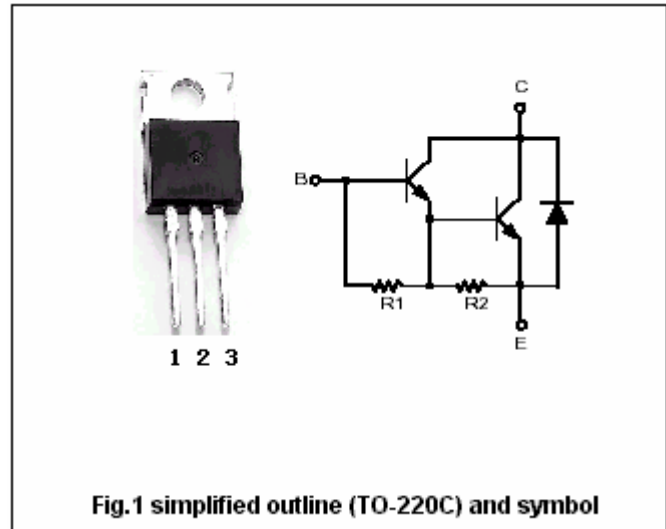 C
B
R1
R2
E
1 2 3
Fig.1 simplified outline (TO-220C) and symbol